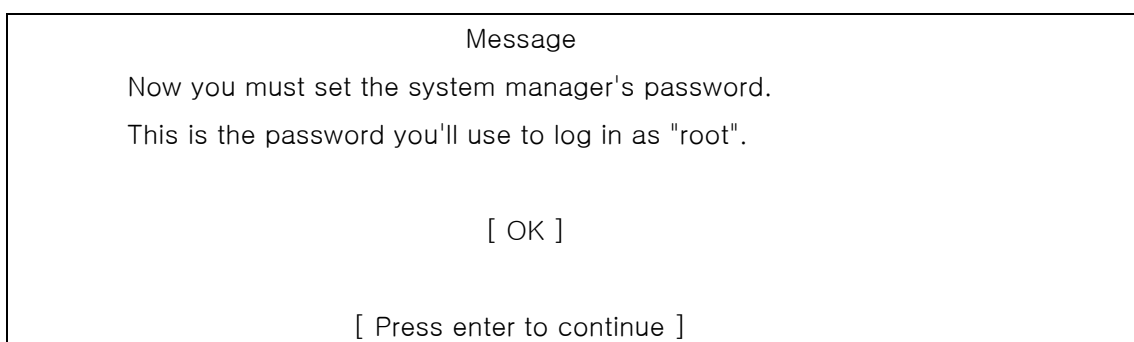 Message
Now you must set the system manager's password.
This is the password you'll use to log in as "root".
[ OK ]
[ Press enter to continue ]